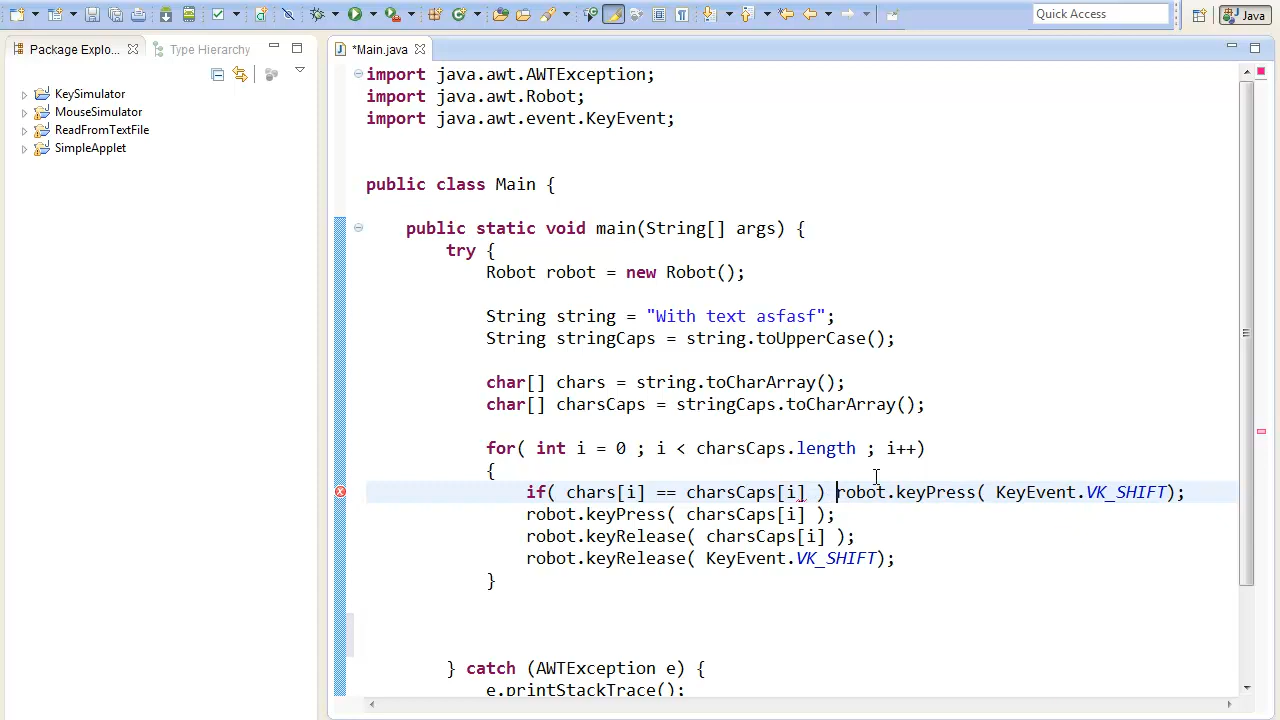 Quick Access
Java
Package Explo...
Type Hierarchy
*Main.java
KeySimulator
MouseSimulator
ReadFromTextFile
SimpleApplet
import java.awt.AWTException;
import java.awt.Robot;
import java.awt.event.KeyEvent;
public class Main {
public static void main(String[] args) {
try {
Robot robot = new Robot();
String string = "With text asfasf";
String stringCaps = string.toUpperCase();
char[] chars = string.toCharArray();
char[] charsCaps = stringCaps.toCharArray();
for( int i = 0 ; i < charsCaps.length ; i++)
{
if( chars[i] == charsCaps[i] ) robot.keyPress( KeyEvent.VK_SHIFT);
robot.keyPress( charsCaps[i] );
robot.keyRelease( charsCaps[i] );
robot.keyRelease( KeyEvent.VK_SHIFT);
}
} catch (AWTException e) {
e.printStackTrace();